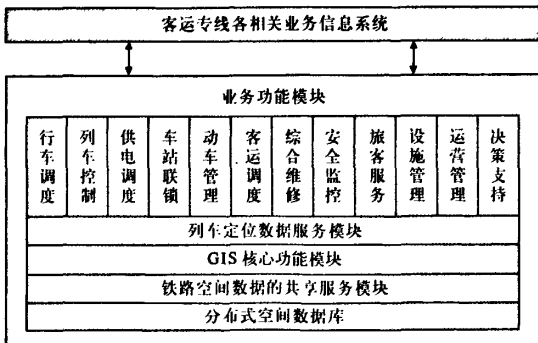 客运专线各相关业务信息系统
业务功能模块
行车调度
列车控制
供电调度
车站联锁
动车管理
客运调度
综合维修
安全监控
旅客服务
设施管理
运营管理
决策支持
列车定位数据服务模块
GIS 核心功能模块
铁路空间数据的共享服务模块
分布式空间数据库